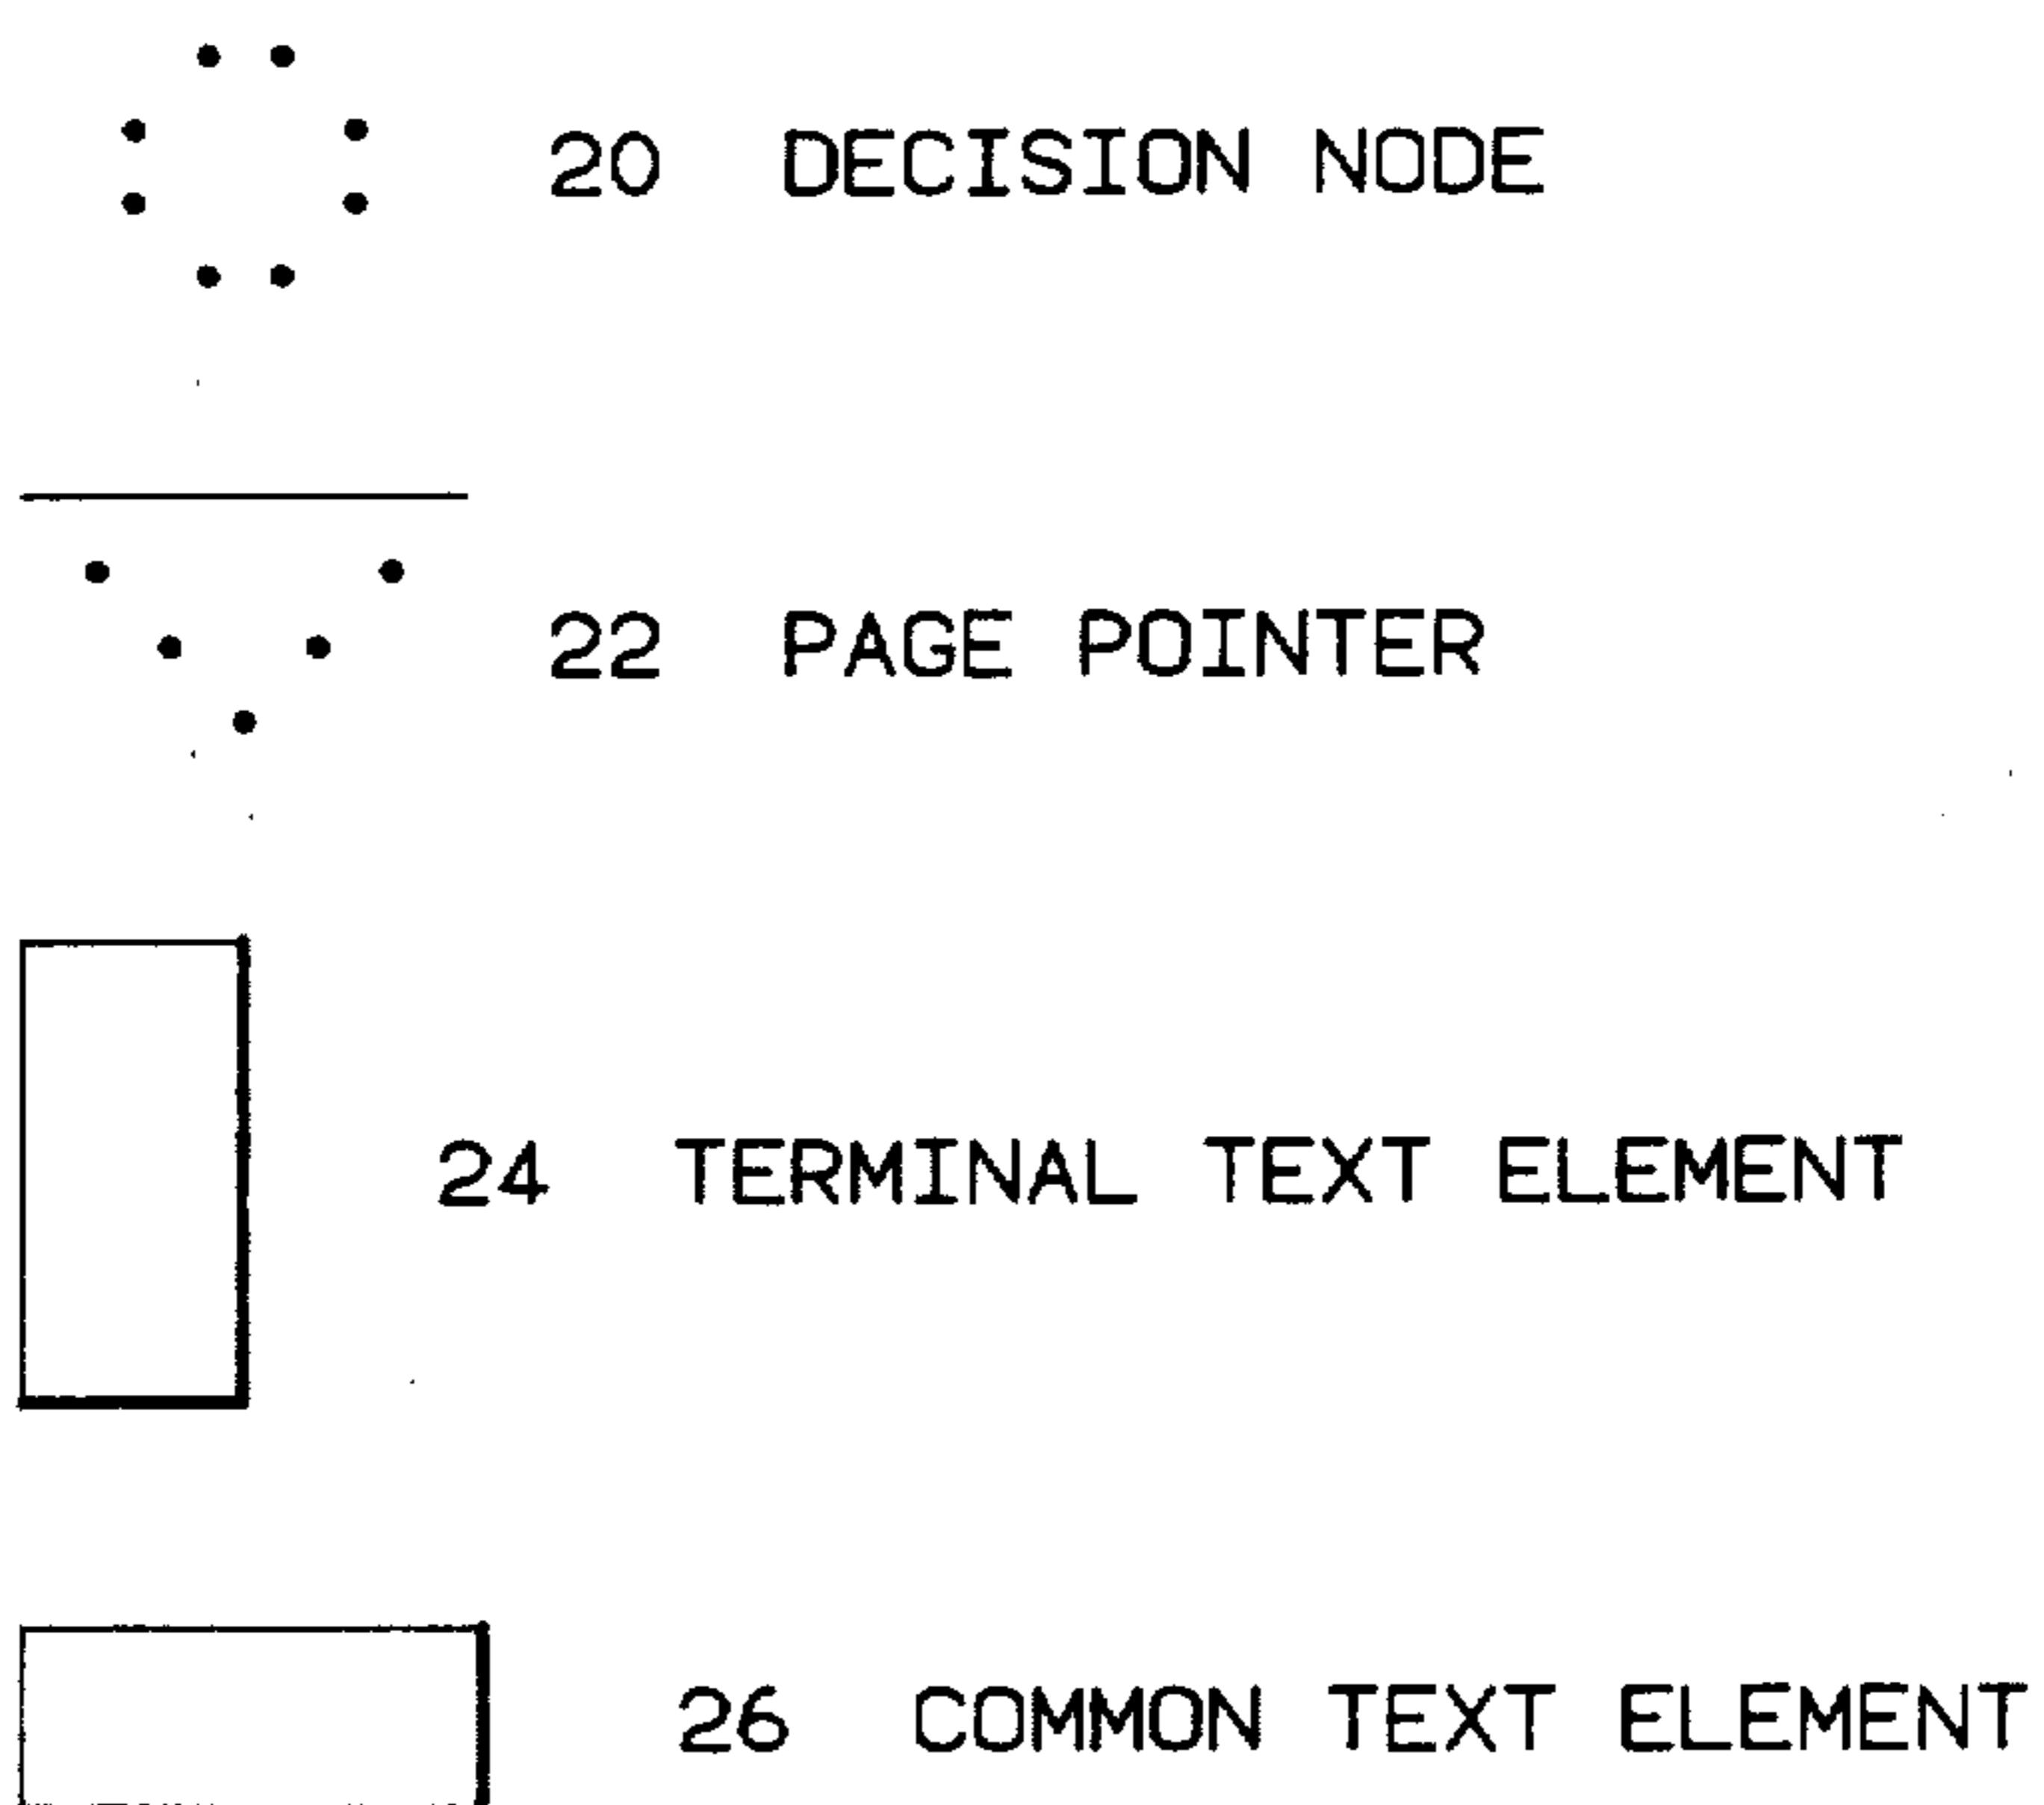 20 DECISION NODE
22 PAGE POINTER
24 TERMINAL TEXT ELEMENT
26 COMMON TEXT ELEMENT